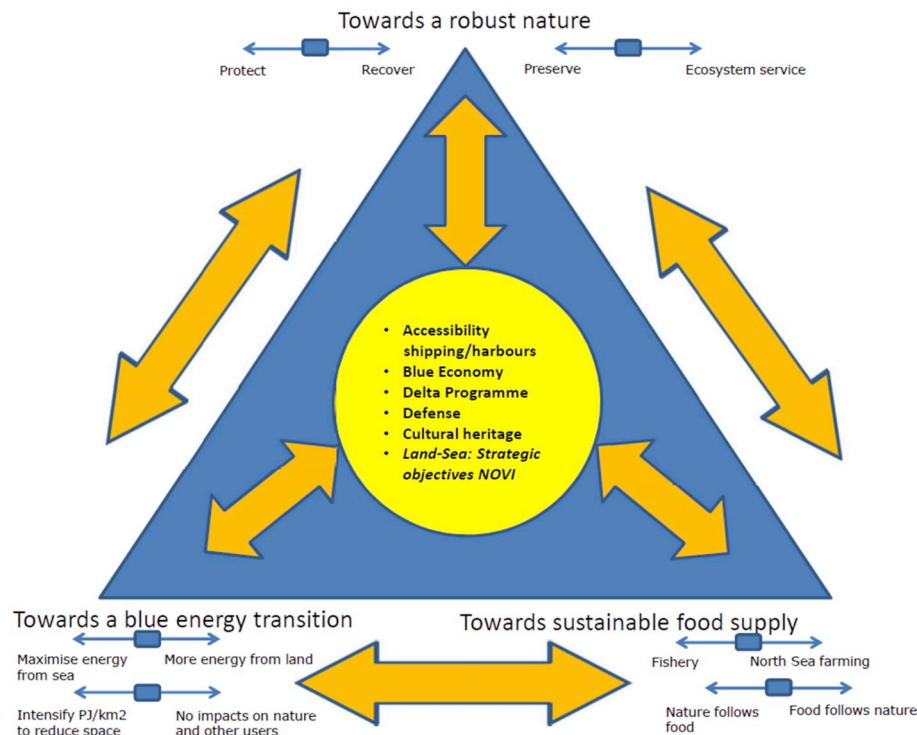 Towards a robust nature
Protect
Recover
Preserve
Ecosystem service
• Accessibility
shipping/harbours
• Blue Economy
• Delta Programme
• Defense
• Cultural heritage
• Land-Sea: Strategic
objectives NOVI
Towards a blue energy transition
Maximise energy
from sea
More energy from land
Intensify PJ/km2
to reduce space
No impacts on nature
and other users
Towards sustainable food supply
Fishery
North Sea farming
Nature follows
food
Food follows nature